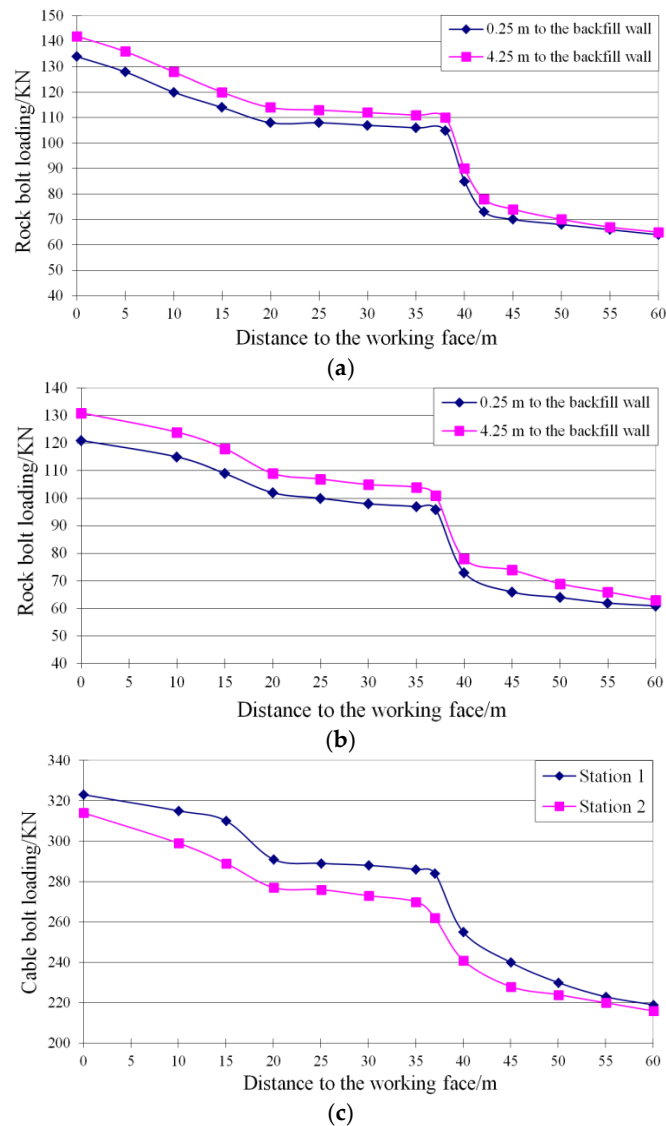 150
140
130
120
110
100
90
80
70
60
50
40
Rock bolt loading/KN
0.25 m to the backfill wall
4.25 m to the backfill wall
0 5 10 15 20 25 30 35 40 45 50 55 60
Distance to the working face/m
(a)
140
130
120
110
100
90
80
70
60
50
40
Rock bolt loading/KN
0.25 m to the backfill wall
4.25 m to the backfill wall
0 5 10 15 20 25 30 35 40 45 50 55 60
Distance to the working face/m
(b)
340
320
300
280
260
240
220
200
Cable bolt loading/KN
Station 1
Station 2
0 5 10 15 20 25 30 35 40 45 50 55 60
Distance to the working face/m
(c)